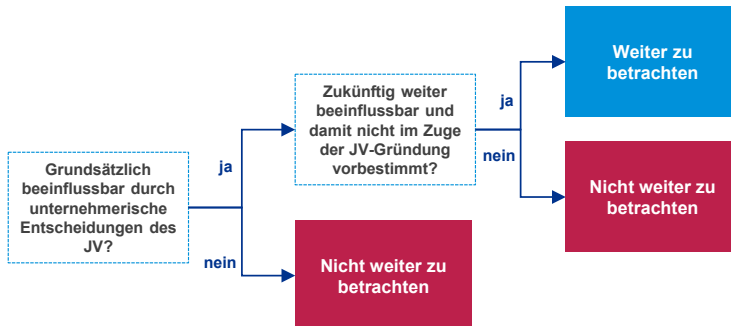 Grundsätzlich
beeinflussbar durch
unternehmerische
Entscheidungen des
JV?
ja
nein
Zukünftig weiter
beeinflussbar und
damit nicht im Zuge
der JV-Gründung
vorbestimmt?
Nicht weiter zu
betrachten
ja
nein
Weiter zu
betrachten
Nicht weiter zu
betrachten